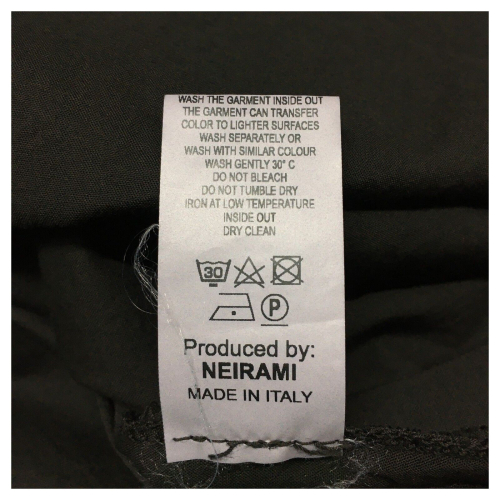 WASH THE GARMENT INSIDE OUT
THE GARMENT CAN TRANSFER
COLOR TO LIGHTER SURFACES
WASH SEPARATELY OR
WASH WITH SIMILAR COLOUR
WASH GENTLY 30° C
DO NOT BLEACH
DO NOT TUMBLE DRY
IRON AT LOW TEMPERATURE
INSIDE OUT
DRY CLEAN
30
P
Produced by:
NEIRAMI
MADE IN ITALY